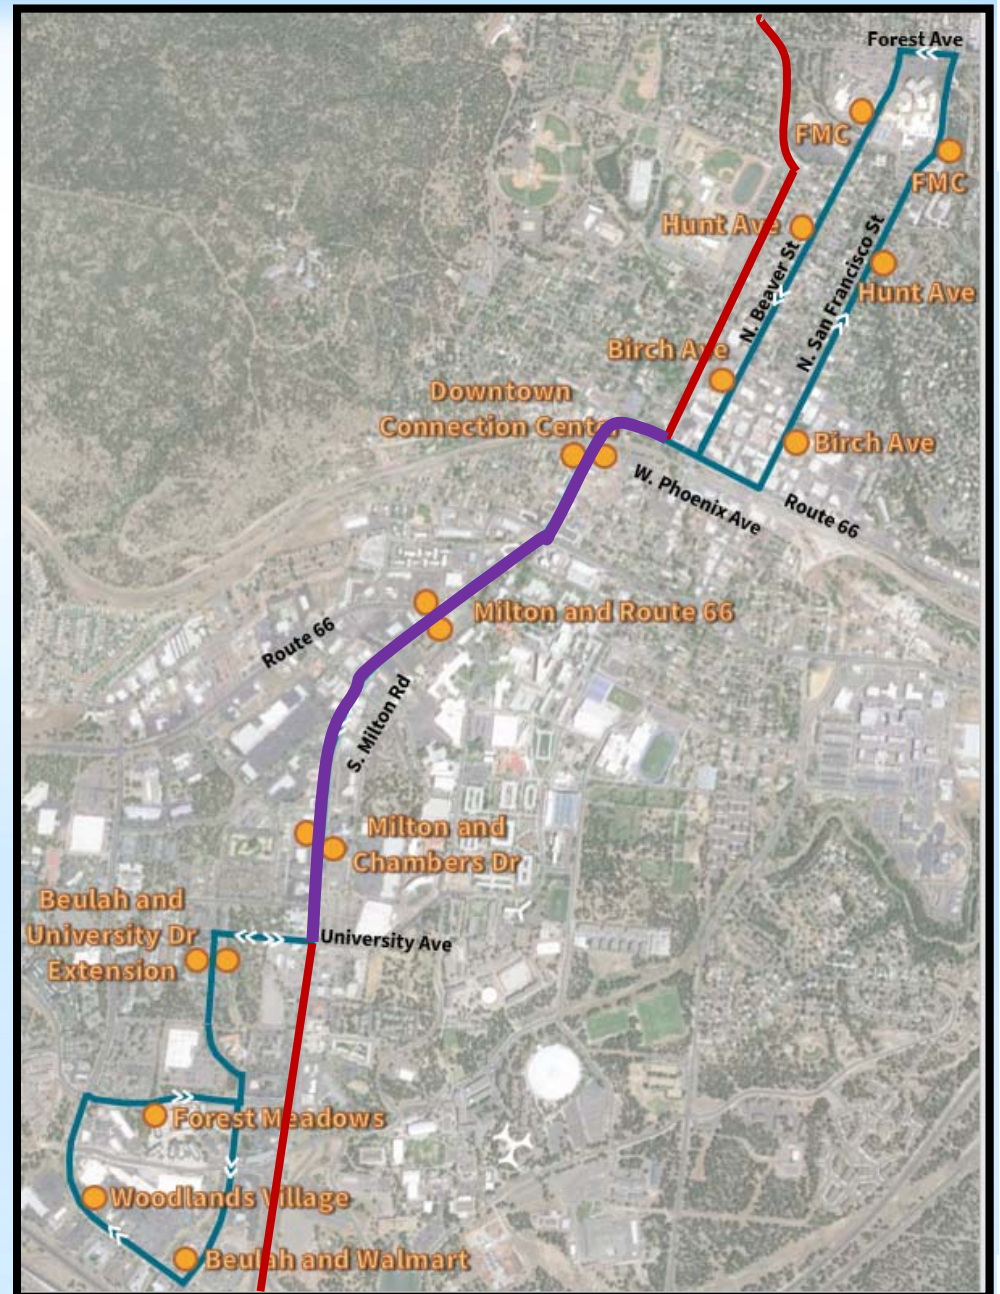 Forest Ave
FMC
FMC
Hunt Ave
N. Beaver St
N. San Francisco St
Hunt Ave
Birch Ave
Downtown
Connection Center
Birch Ave
W. Phoenix Ave
Route 66
Milton and Route 66
Route 66
S. Milton Rd
Milton and
Chambers Dr
Beulah and
University Dr
Extension
University Ave
Forest Meadows
Woodlands Village
Beulah and Walmart